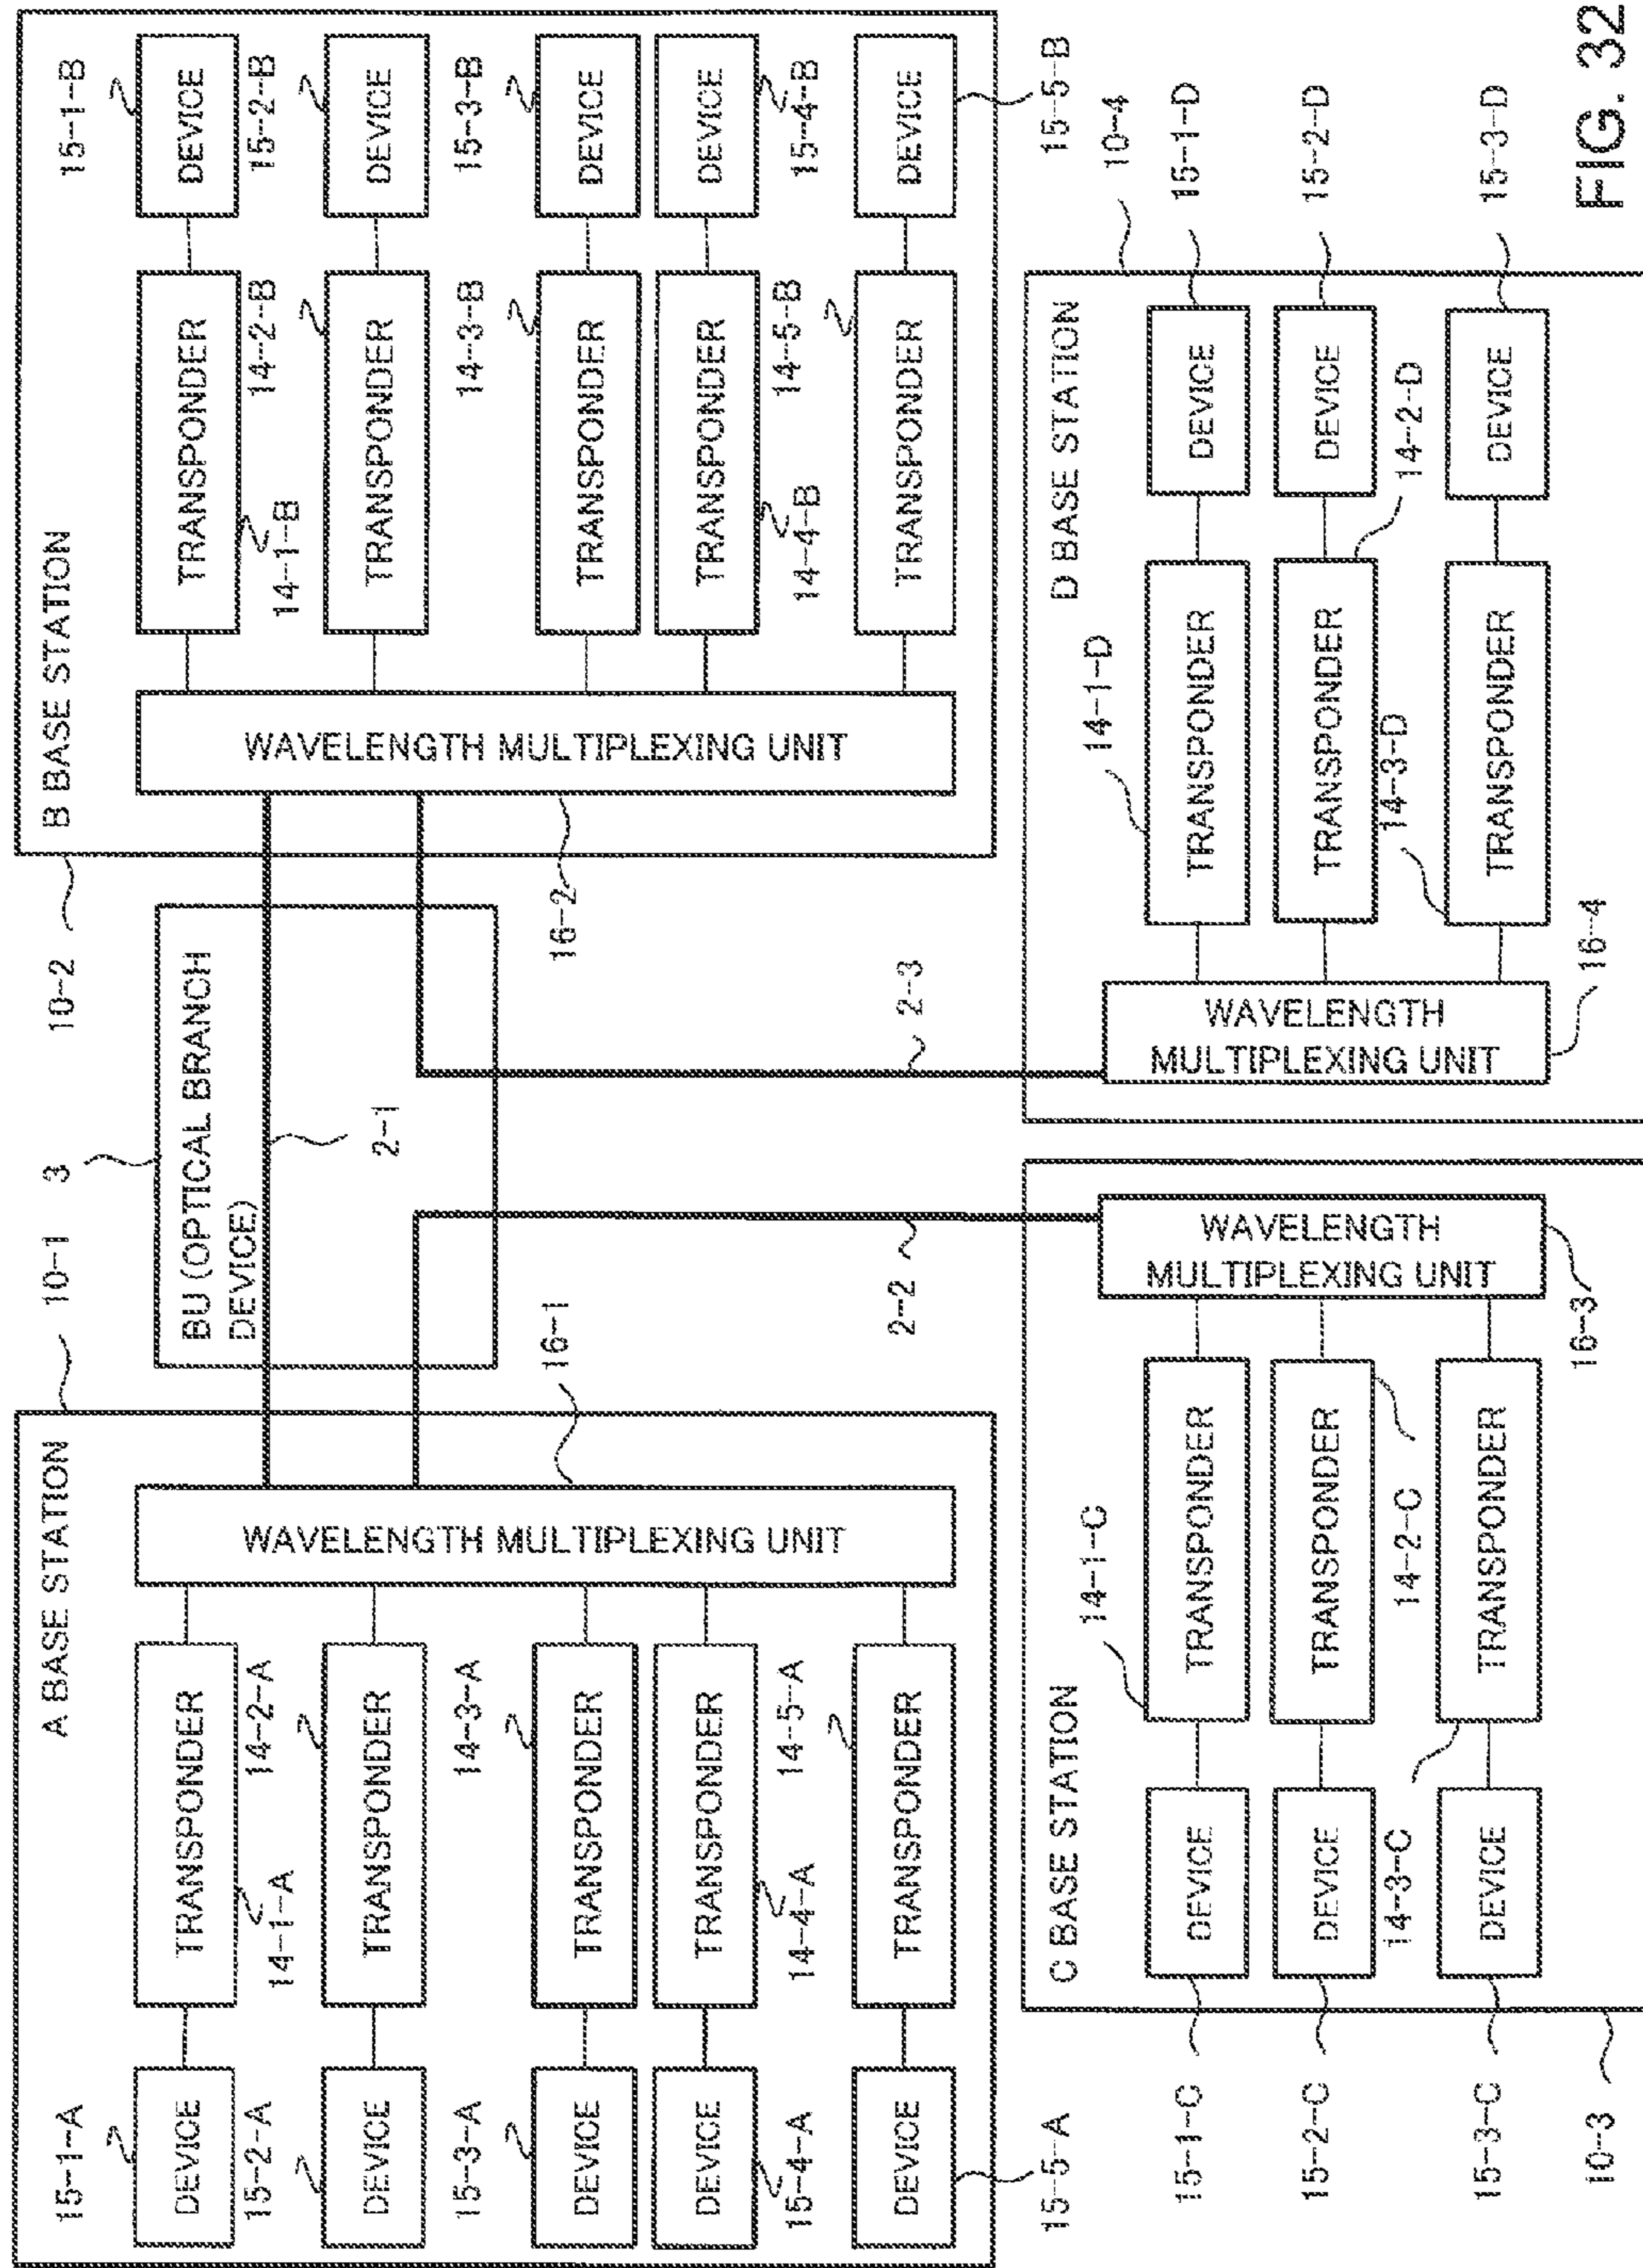 10-1
3
10-2
A BASE STATION
15-1-A
DEVICE
TRANSPONDER
14-1-A
15-2-A
DEVICE
14-2-A
TRANSPONDER
15-3-A
DEVICE
14-3-A
TRANSPONDER
DEVICE
15-4-A
TRANSPONDER
14-4-A
DEVICE
15-5-A
14-5-A
TRANSPONDER
WAVELENGTH MULTIPLEXING UNIT
16-1
BU (OPTICAL BRANCH
DEVICE)
2-1
2-2
2-3
B BASE STATION
WAVELENGTH MULTIPLEXING UNIT
16-2
TRANSPONDER
14-1-B
15-1-B
DEVICE
14-2-B
TRANSPONDER
15-2-B
DEVICE
14-3-B
TRANSPONDER
15-3-B
DEVICE
TRANSPONDER
14-4-B
DEVICE
15-4-B
14-5-B
TRANSPONDER
DEVICE
15-5-B
C BASE STATION
15-1-C
DEVICE
14-1-C
TRANSPONDER
15-2-C
DEVICE
TRANSPONDER
14-2-C
15-3-C
DEVICE
14-3-C
TRANSPONDER
WAVELENGTH
MULTIPLEXING UNIT
16-3
10-3
D BASE STATION
10-4
WAVELENGTH
MULTIPLEXING UNIT
16-4
14-1-D
TRANSPONDER
DEVICE
15-1-D
TRANSPONDER
14-2-D
DEVICE
15-2-D
14-3-D
TRANSPONDER
DEVICE
15-3-D
FIG. 32